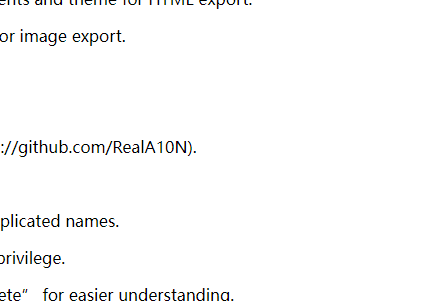 ents and theme for HTML export.
or image export.
://github.com/RealA10N).
plicated names.
privilege.
ete” for easier understanding.